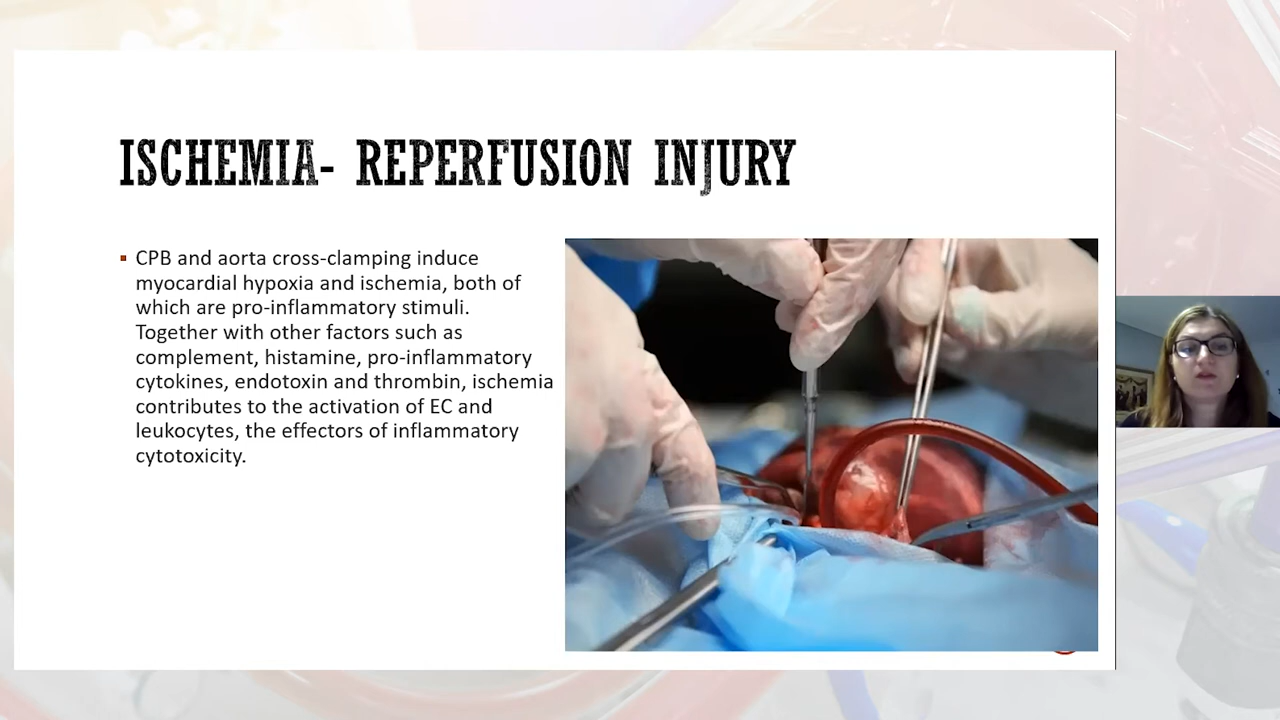 ISCHEMIA- REPERFUSION INJURY
CPB and aorta cross-clamping induce
myocardial hypoxia and ischemia, both of
which are pro-inflammatory stimuli.
Together with other factors such as
complement, histamine, pro-inflammatory
cytokines, endotoxin and thrombin, ischemia
contributes to the activation of EC and
leukocytes, the effectors of inflammatory
cytotoxicity.